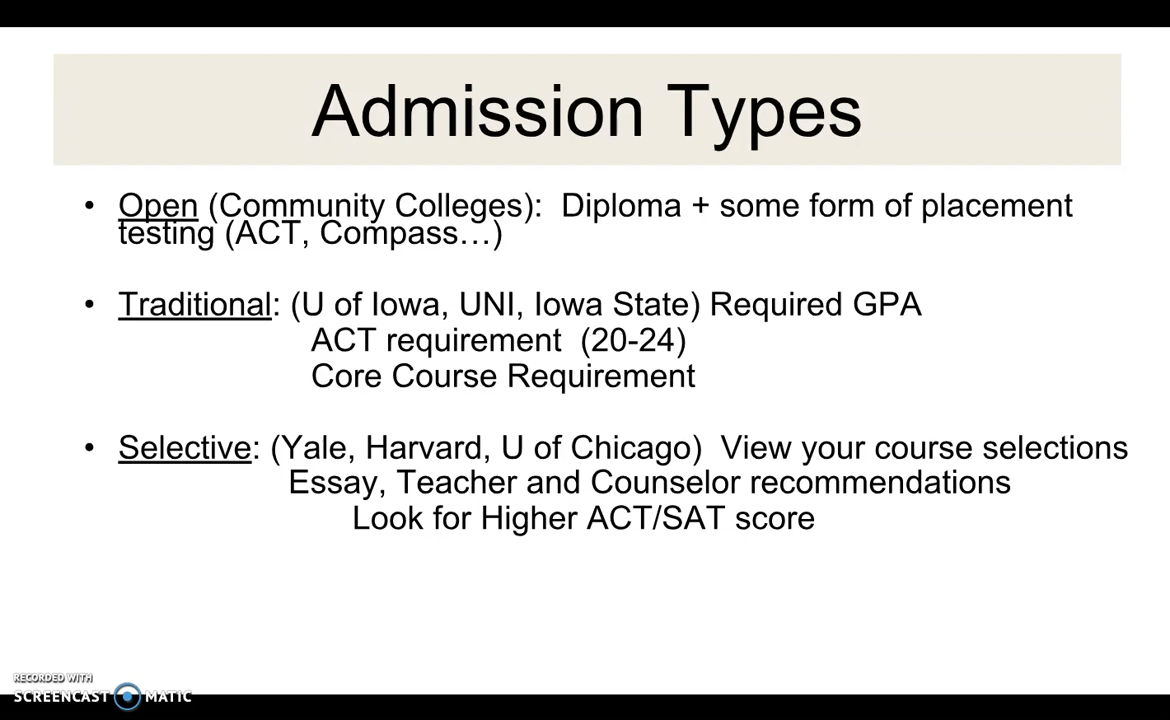 Admission Types
• Open (Community Colleges): Diploma + some form of placement
testing (ACT, Compass…)
• Traditional: (U of Iowa, UNI, Iowa State) Required GPA
ACT requirement (20-24)
Core Course Requirement
• Selective: (Yale, Harvard, U of Chicago) View your course selections
Essay, Teacher and Counselor recommendations
Look for Higher ACT/SAT score
RECORDED WITH
SCREENCAST MATIC